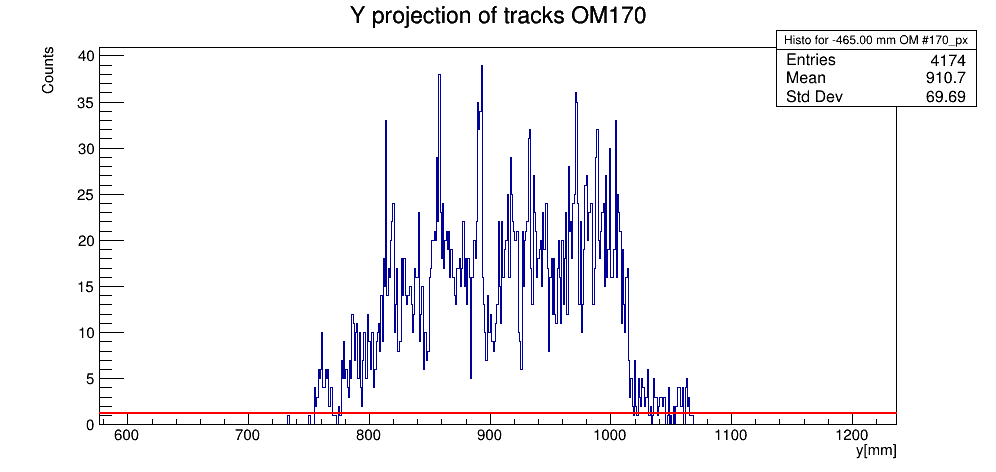 Y projection of tracks OM170
Histo for -465.00 mm OM #170_px
Entries 4174
Mean 910.7
Std Dev 69.69
Counts
40
35
30
25
20
15
10
5
0
600 700 800 900 1000 1100 1200
y[mm]